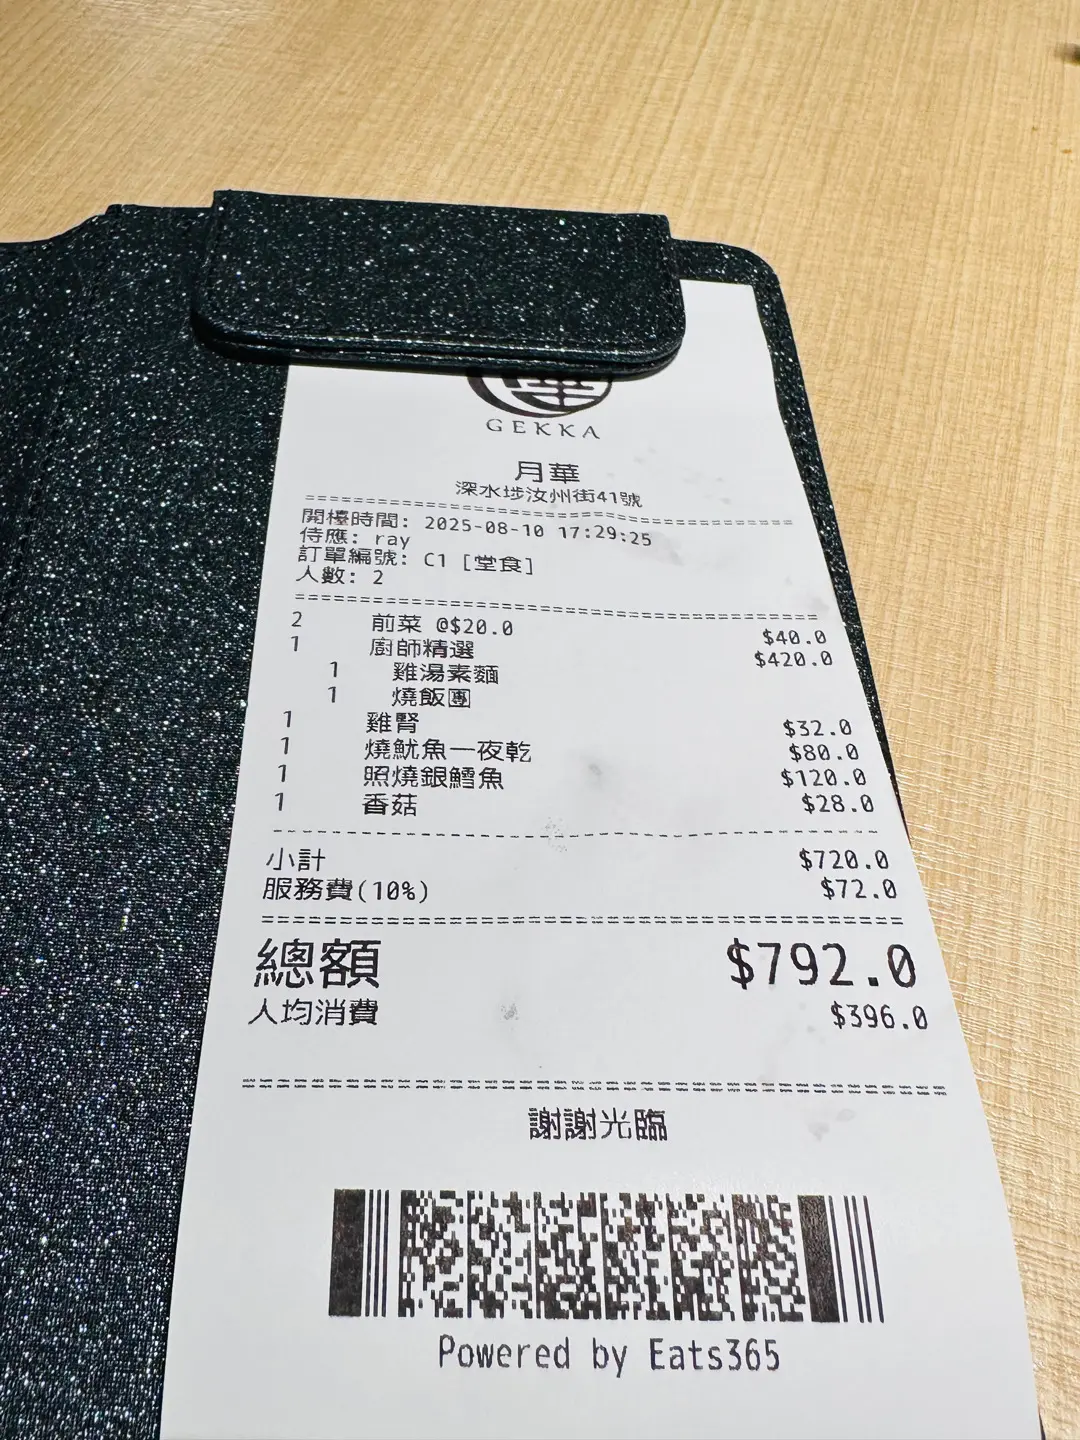 華
GEKKA
月華
深水埗汝州街41號
開檯時間: 2025-08-10 17:29:25
侍應: ray
訂單編號: C1 [堂食]
人數: 2
2 前菜 @$20.0 $40.0
1 廚師精選 $420.0
1 雞湯素麵
1 燒飯團
1 雞腎 $32.0
1 燒魷魚一夜乾 $80.0
1 照燒銀鱈魚 $120.0
1 香菇 $28.0
小計 $720.0
服務費(10%) $72.0
總額 $792.0
人均消費 $396.0
謝謝光臨
Powered by Eats365